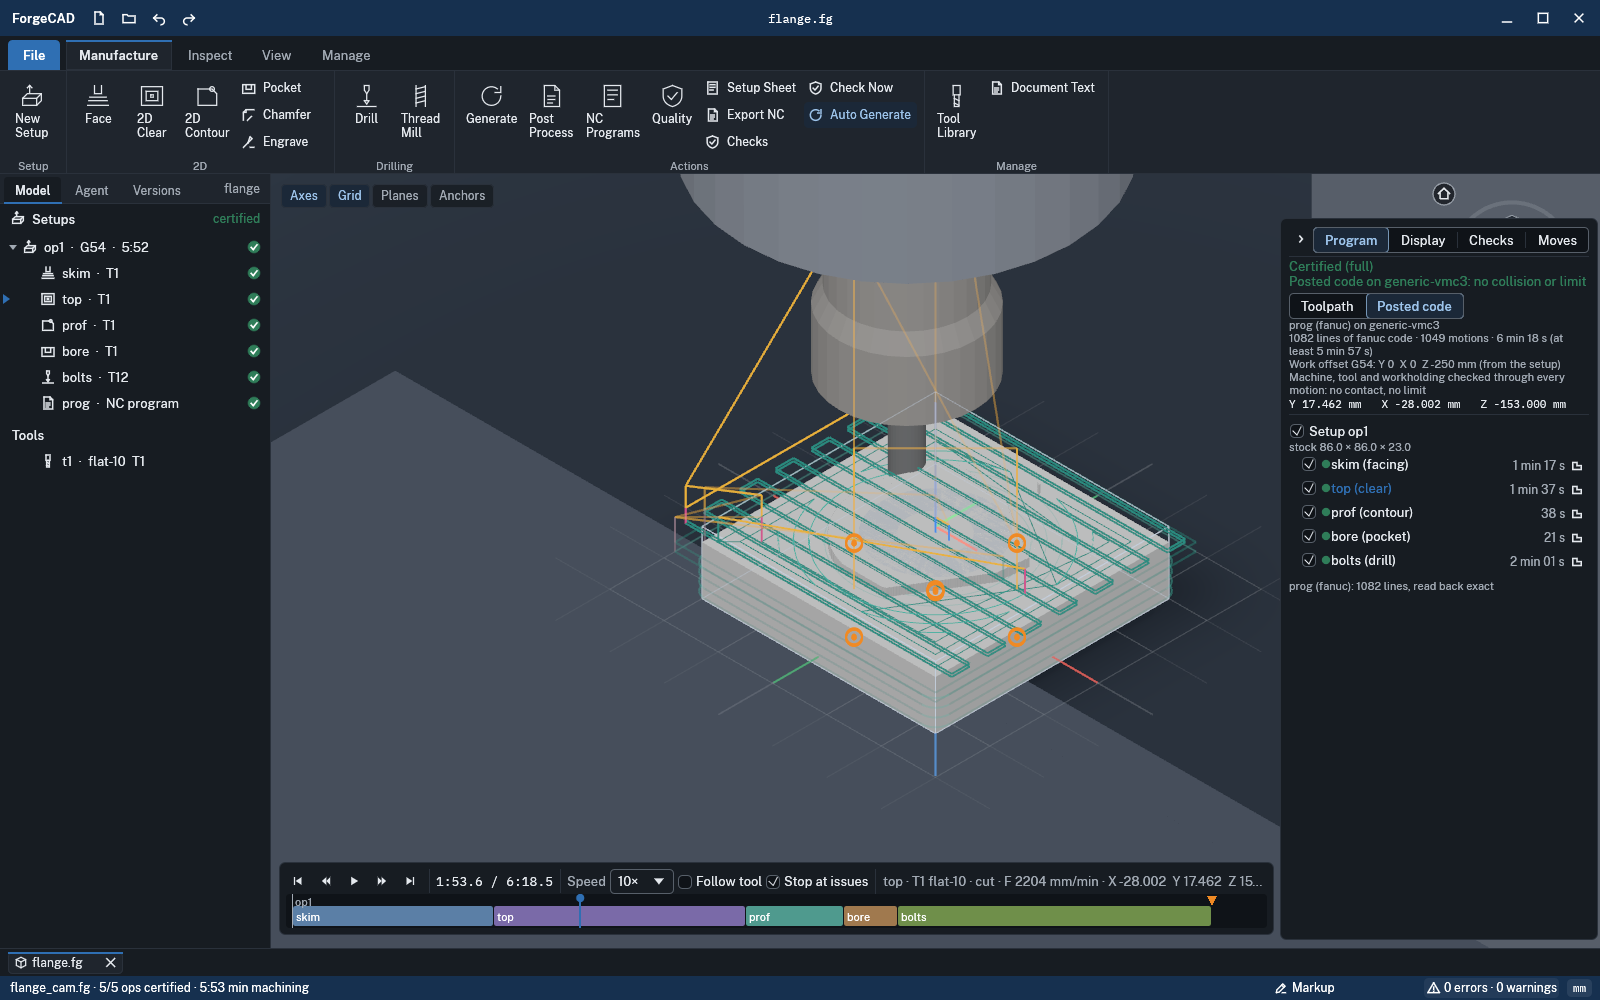 ForgeCAD
flange.fg
File
Manufacture
Inspect
View
Manage
New Setup
Face
2D Clear
2D Contour
Pocket
Chamfer
Engrave
Drill
Thread Mill
Generate
Post Process
NC Programs
Quality
Setup Sheet
Export NC
Checks
Check Now
Auto Generate
Tool Library
Document Text
Setup
2D
Drilling
Actions
Manage
Model
Agent
Versions
flange
Setups
certified
op1 · G54 · 5:52
skim · T1
top · T1
prof · T1
bore · T1
bolts · T12
prog · NC program
Tools
t1 · flat-10 T1
Axes
Grid
Planes
Anchors
Program
Display
Checks
Moves
Certified (full)
Posted code on generic-vmc3: no collision or limit
Toolpath
Posted code
prog (fanuc) on generic-vmc3
1082 lines of fanuc code · 1049 motions · 6 min 18 s (at
least 5 min 57 s)
Work offset G54: Y 0 X 0 Z -250 mm (from the setup)
Machine, tool and workholding checked through every
motion: no contact, no limit
Y 17.462 mm X -28.002 mm Z -153.000 mm
Setup op1
stock 86.0 × 86.0 × 23.0
skim (facing) 1 min 17 s
top (clear) 1 min 37 s
prof (contour) 38 s
bore (pocket) 21 s
bolts (drill) 2 min 01 s
prog (fanuc): 1082 lines, read back exact
1:53.6 / 6:18.5
Speed
10×
Follow tool
Stop at issues
top · T1 flat-10 · cut · F 2204 mm/min · X -28.002 Y 17.462 Z 15...
op1
skim
top
prof
bore
bolts
flange.fg
flange_cam.fg · 5/5 ops certified · 5:53 min machining
Markup
0 errors · 0 warnings
mm